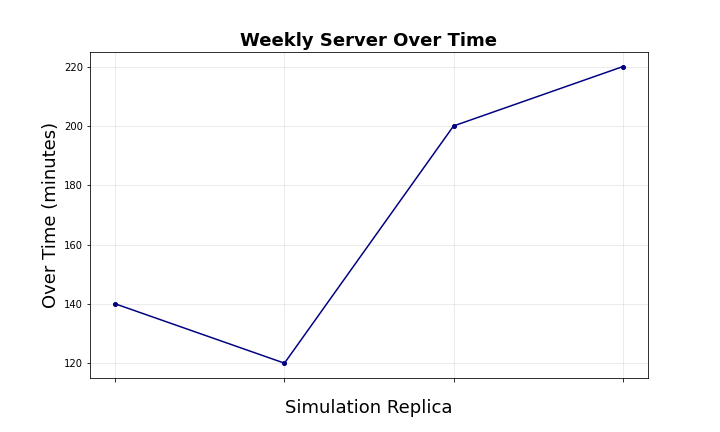 Weekly Server Over Time
Over Time (minutes)
220
200
180
160
140
120
Simulation Replica